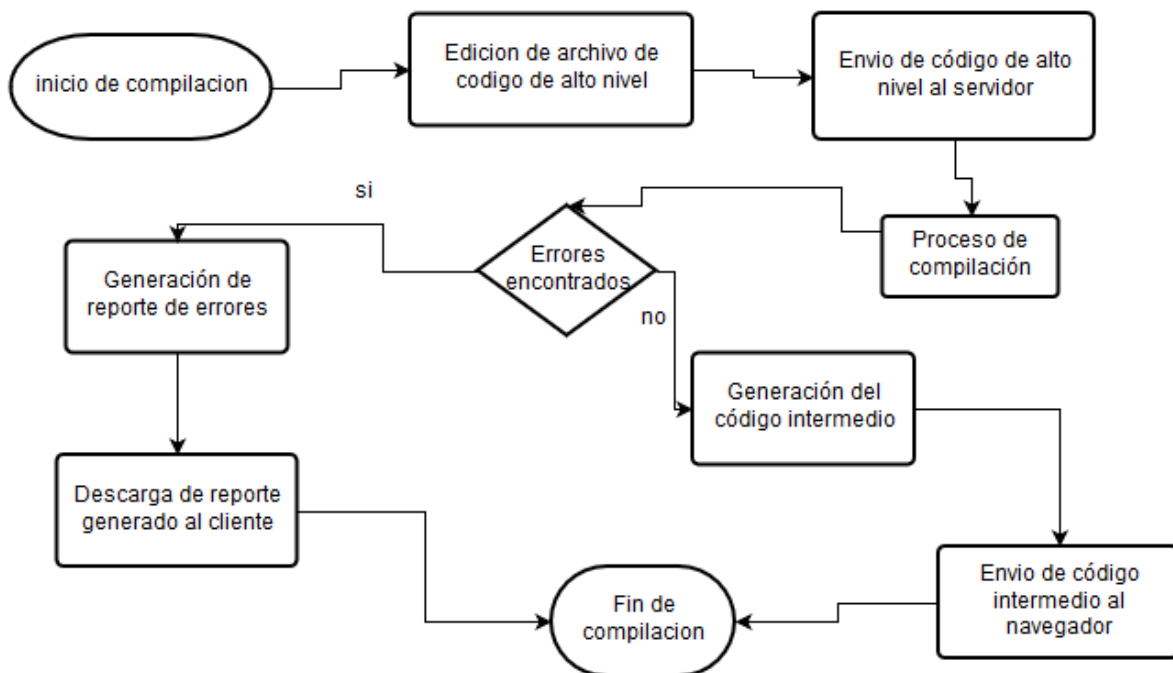 inicio de compilacion
Edicion de archivo de
codigo de alto nivel
Envio de código de alto
nivel al servidor
Proceso de
compilación
Errores
encontrados
si
Generación de
reporte de errores
no
Generación del
código intermedio
Descarga de reporte
generado al cliente
Envio de código
intermedio al
navegador
Fin de
compilacion